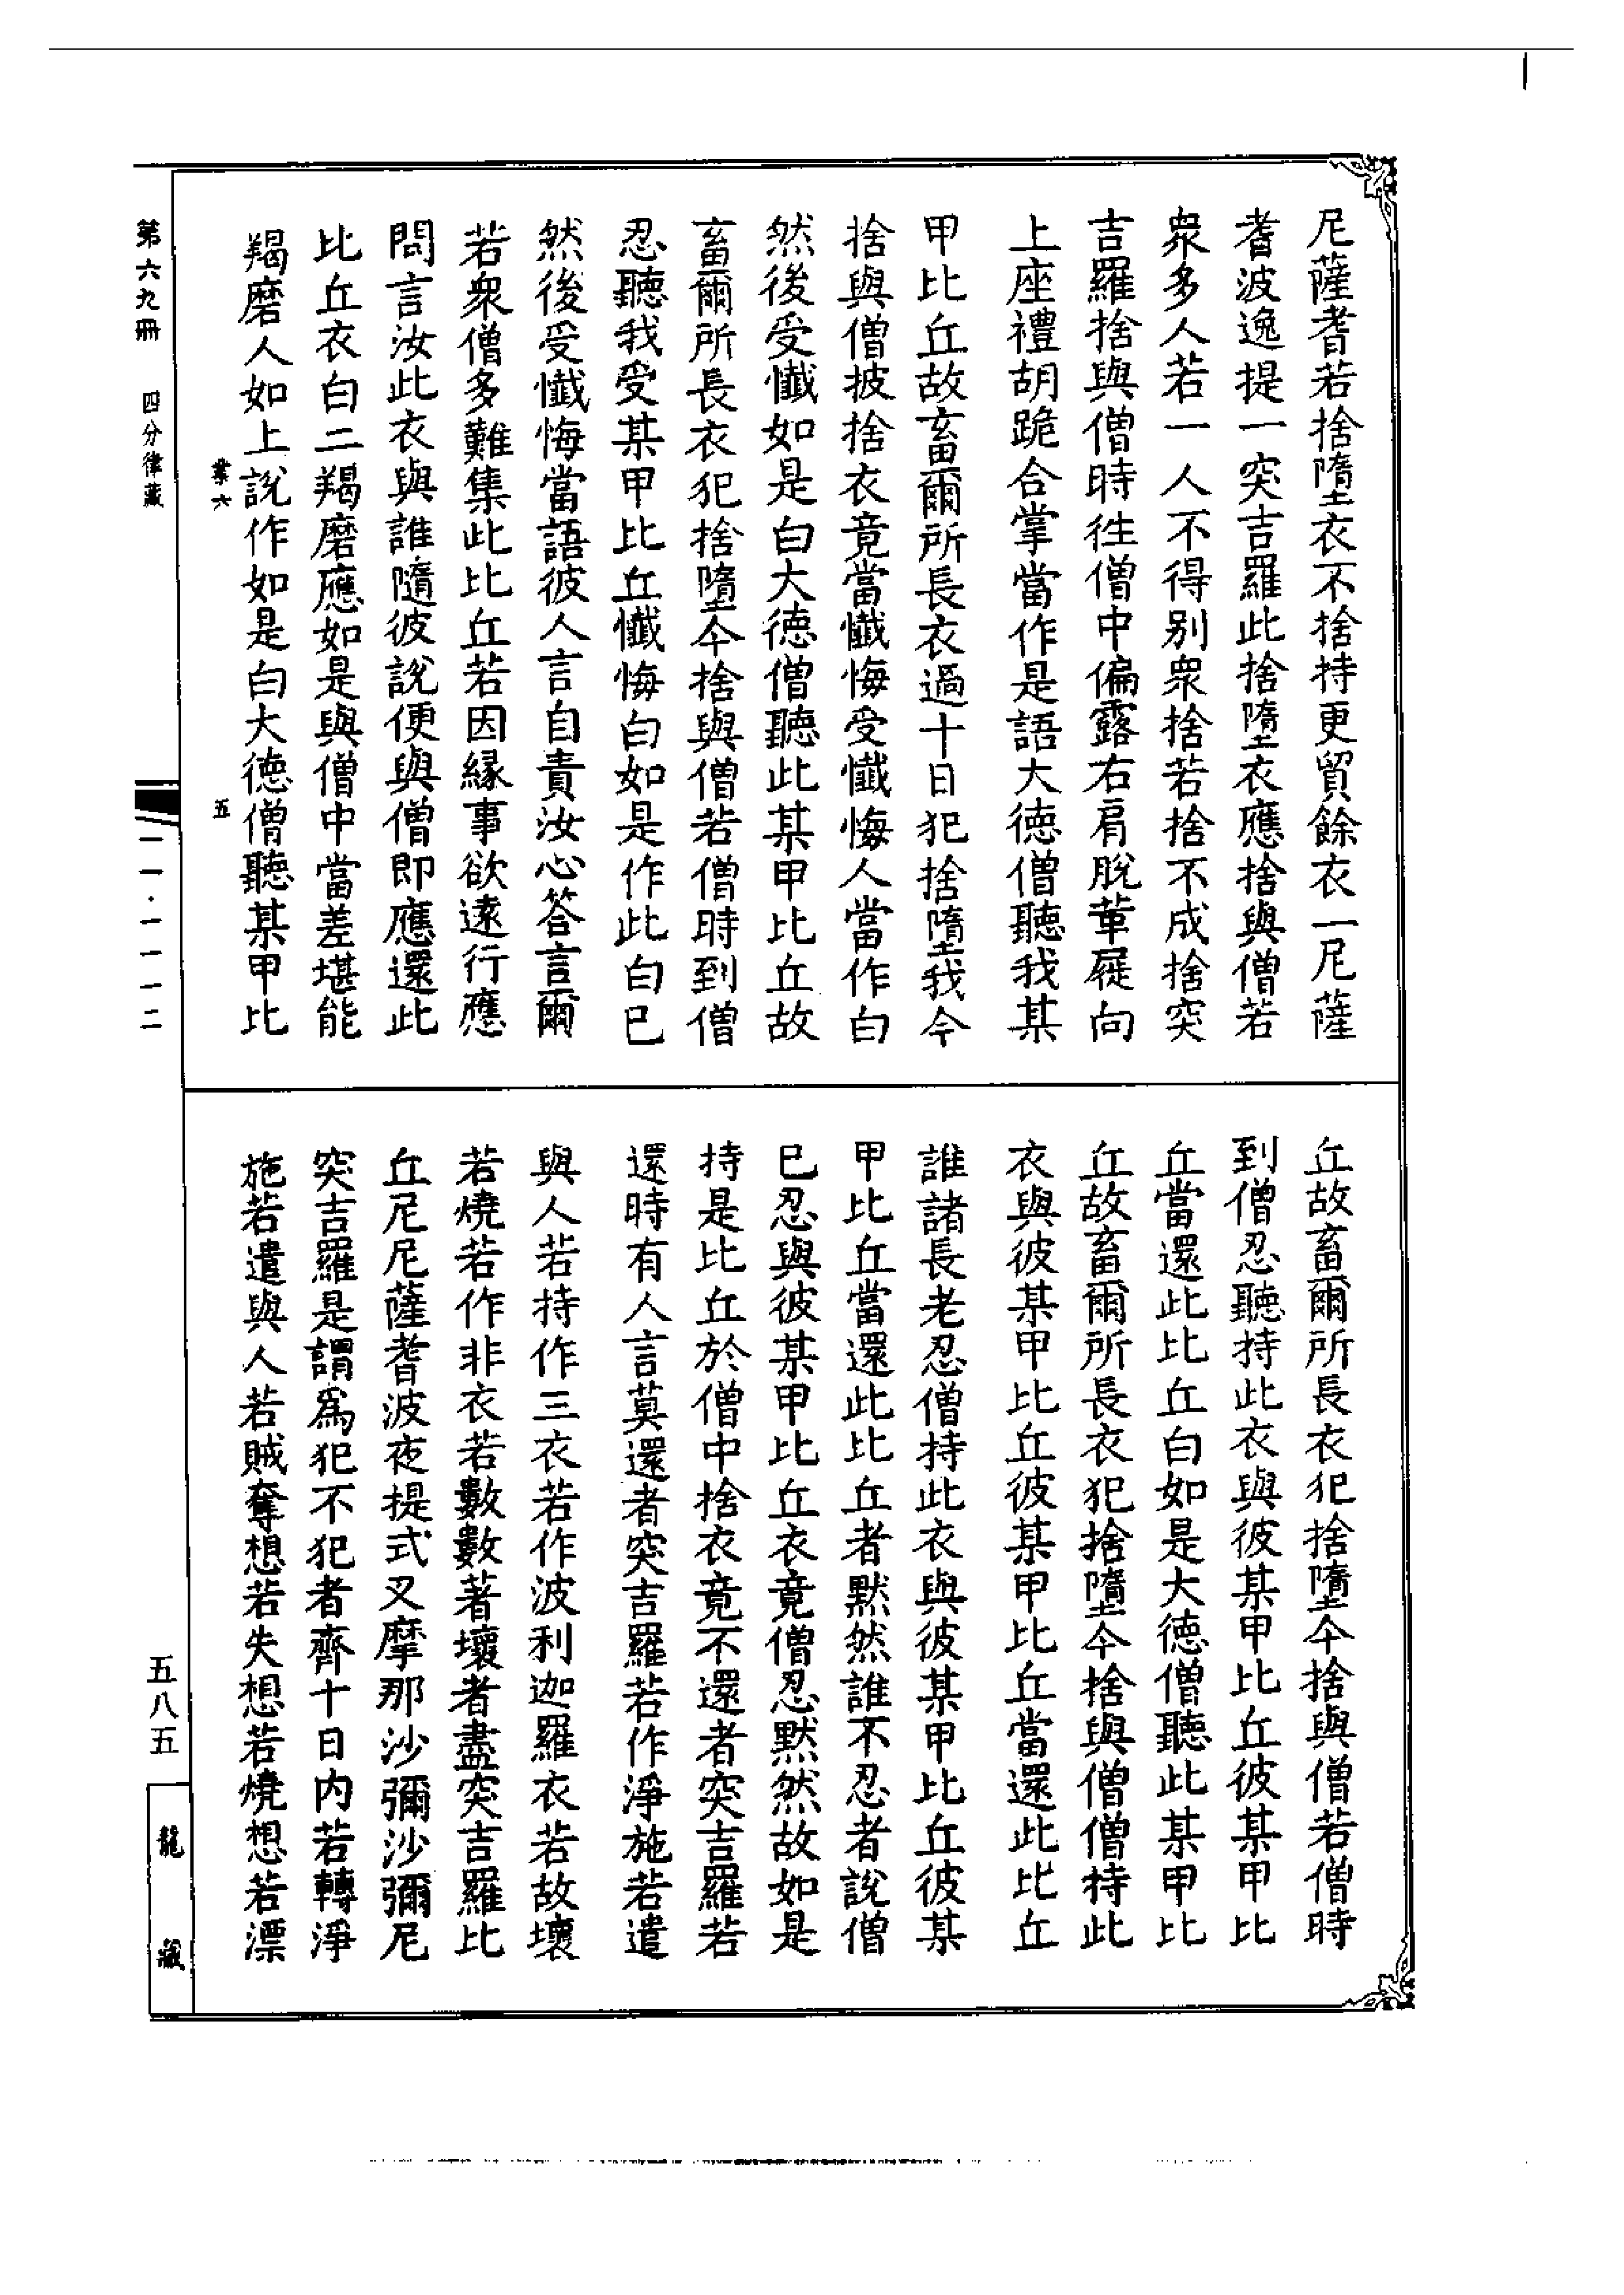 尼薩耆若捨墮衣不捨持更貿餘衣一尼薩
耆波逸提一突吉羅此捨墮衣應捨與僧若
衆多人若一人不得别衆捨若捨不成捨突
吉羅捨與僧時往僧中偏露右肩脫革屣向
上座禮胡跪合掌當作是語大德僧聽我某
甲比丘故畜爾所長衣過十日犯捨墮我今
捨與僧彼捨衣竟當懺悔受懺悔人當作白
然後受懺如是白大德僧聽此某甲比丘故
畜爾所長衣犯捨墮今捨與僧若僧時到僧
忍聽我受某甲比丘懺悔白如是作此白已
然後受懺悔當語彼人言自責汝心答言爾
若衆僧多難集此比丘若因緣事欲遠行應
問言汝此衣與誰隨彼說便與僧即應還此
比丘衣白二羯磨應如是與僧中當差堪能
羯磨人如上說作如是白大德僧聽某甲比
丘故畜爾所長衣犯捨墮今捨與僧若僧時
到僧忍聽持此衣與彼某甲比丘彼某甲比
丘當還此比丘白如是大德僧聽此某甲比
丘故畜爾所長衣犯捨墮今捨與僧僧持此
衣與彼某甲比丘彼某甲比丘當還此比丘
誰諸長老忍僧持此衣與彼某甲比丘彼某
甲比丘當還此比丘者默然誰不忍者說僧
已忍與彼某甲比丘衣竟僧忍默然故如是
持是比丘於僧中捨衣竟不還者突吉羅若
還時有人言莫還者突吉羅若作淨施若遣
與人若持作三衣若作波利迦羅衣若故壞
若燒若作非衣若數數著壞者盡突吉羅比
丘尼尼薩耆波夜提式叉摩那沙彌沙彌尼
突吉羅是謂爲犯不犯者齊十日內若轉淨
施若遣與人若賊奪想若失想若燒想若漂
業六
五
第六九冊
四分律藏
一一·一一一二
五八五
龍藏